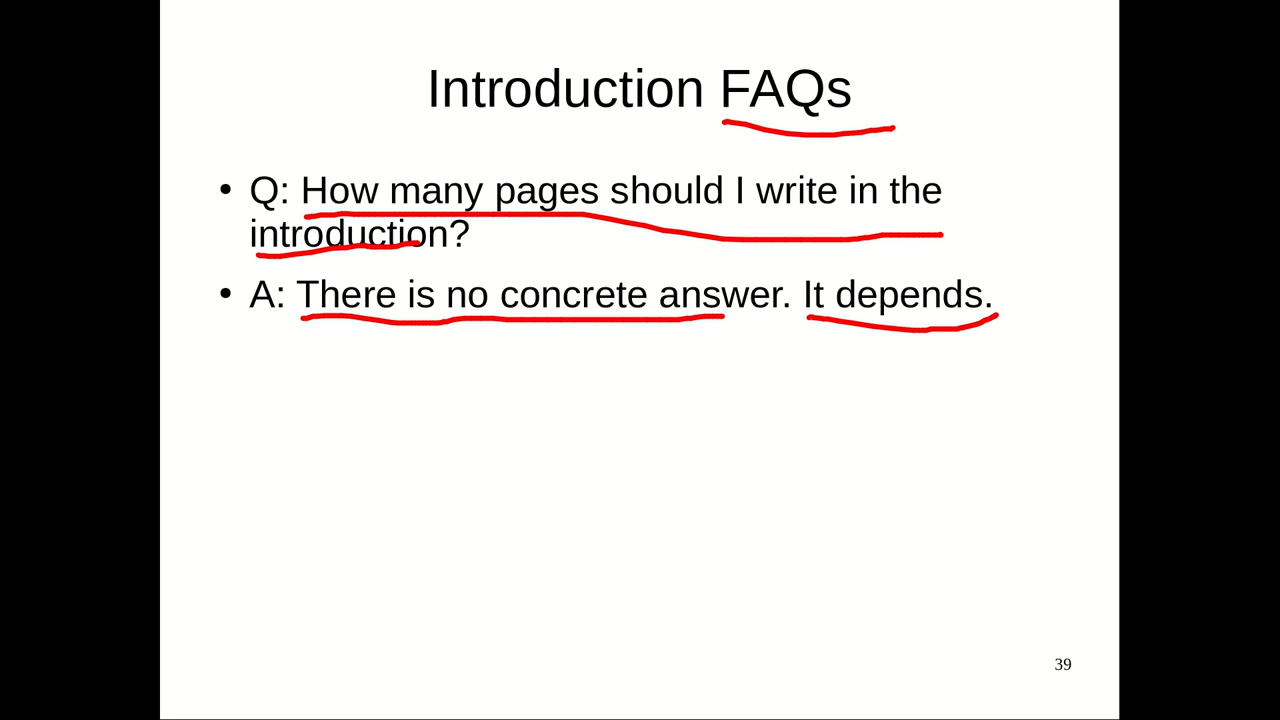 Introduction FAQs
• Q: How many pages should I write in the
introduction?
• A: There is no concrete answer. It depends.
39